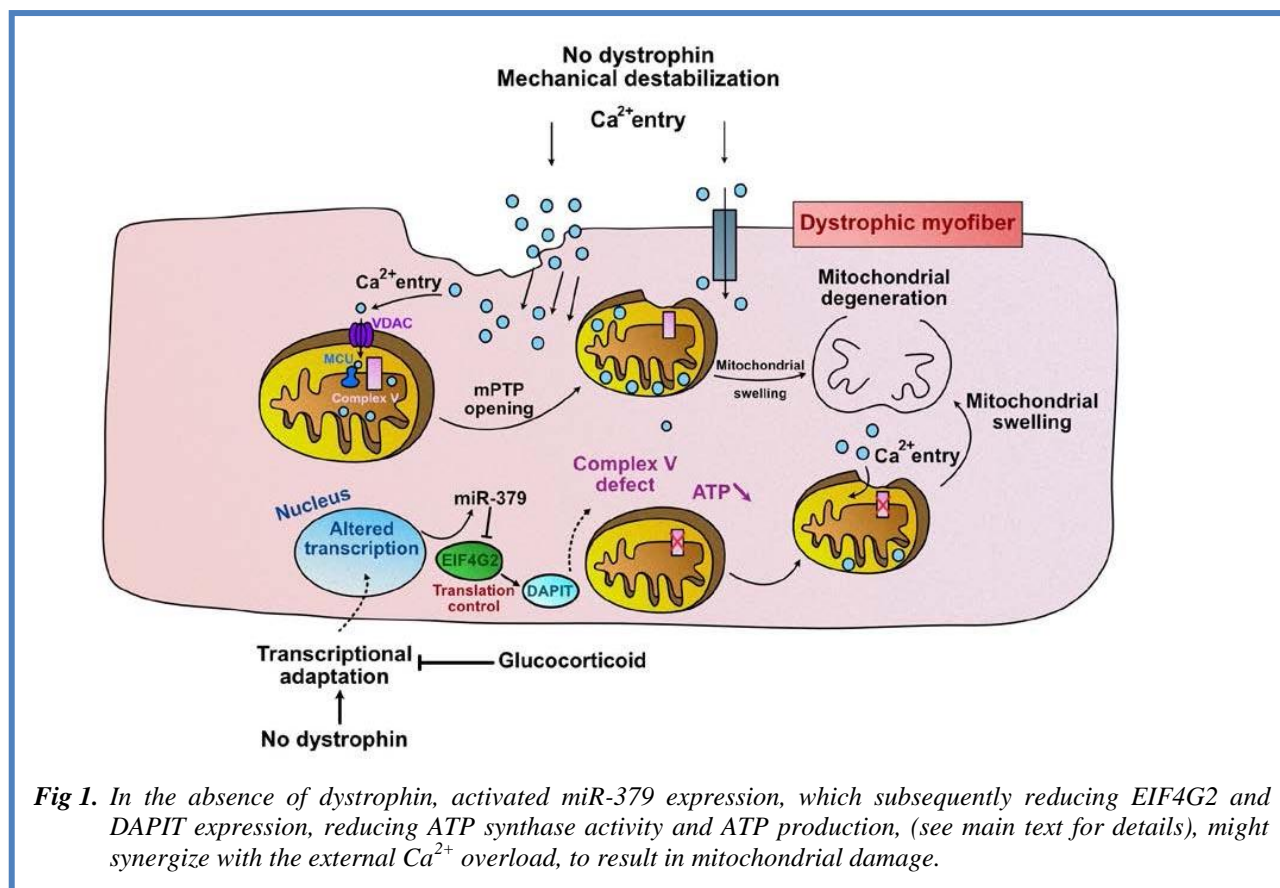 No dystrophin
Mechanical destabilization
Ca²⁺entry
Dystrophic myofiber
Mitochondrial
degeneration
Ca²⁺entry
VDAC
MCU
Complex V
mPTP
opening
Mitochondrial
swelling
Mitochondrial
swelling
Ca²⁺entry
Complex V
defect
ATP
Nucleus
Altered
transcription
miR-379
EIF4G2
Translation
control
DAPIT
Transcriptional
adaptation
Glucocorticoid
No dystrophin
Fig 1. In the absence of dystrophin, activated miR-379 expression, which subsequently reducing EIF4G2 and
DAPIT expression, reducing ATP synthase activity and ATP production, (see main text for details), might
synergize with the external Ca²⁺ overload, to result in mitochondrial damage.